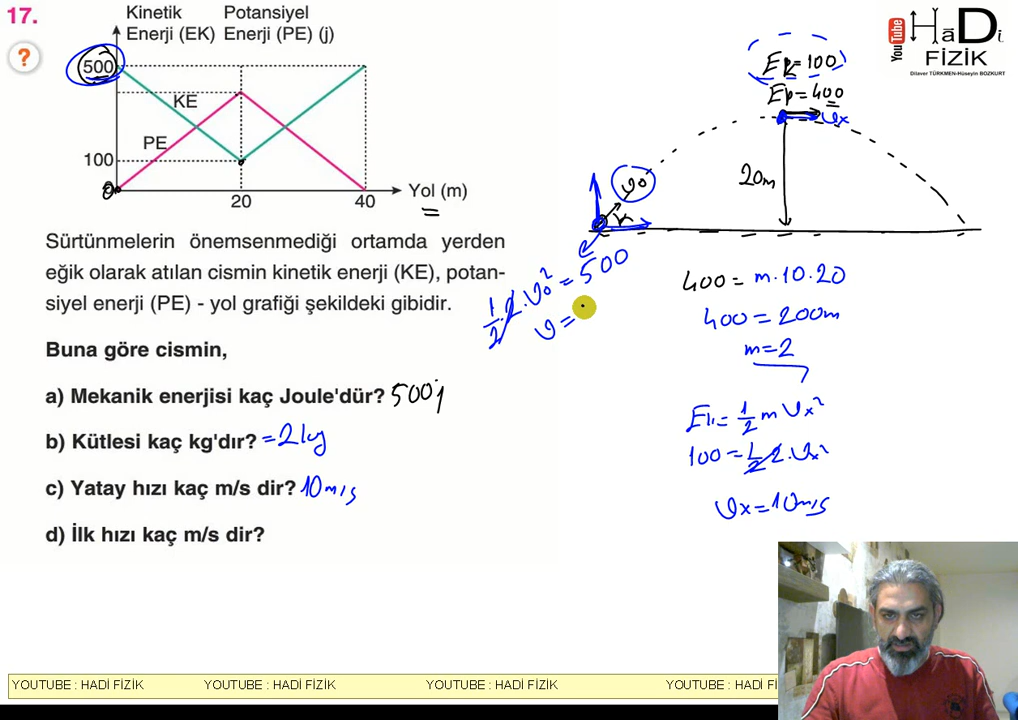 17.
?
Kinetik Potansiyel
Enerji (EK) Enerji (PE) (j)
500
KE
PE
100
0
20
40
Yol (m)
Sürtünmelerin önemsenmediği ortamda yerden
eğik olarak atılan cismin kinetik enerji (KE), potan-
siyel enerji (PE) - yol grafiği şekildeki gibidir.
Buna göre cismin,
a) Mekanik enerjisi kaç Joule'dür? 500j
b) Kütlesi kaç kg'dır? =2kg
c) Yatay hızı kaç m/s dir? 10m/s
d) İlk hızı kaç m/s dir?
YouTube HaDi
FİZİK
Dilaver TÜRKMEN-Hüseyin BOZKURT
Ek=100
Ep=400
Vx
20m
V0
1/2 . 2 . V0² = 500
V =
400 = m.10.20
400 = 200m
m=2
Ek = 1/2 m Vx²
100 = 1/2 2 . Vx²
Vx = 10m/s
YOUTUBE : HADİ FİZİK YOUTUBE : HADİ FİZİK YOUTUBE : HADİ FİZİK YOUTUBE : HADİ Fİ